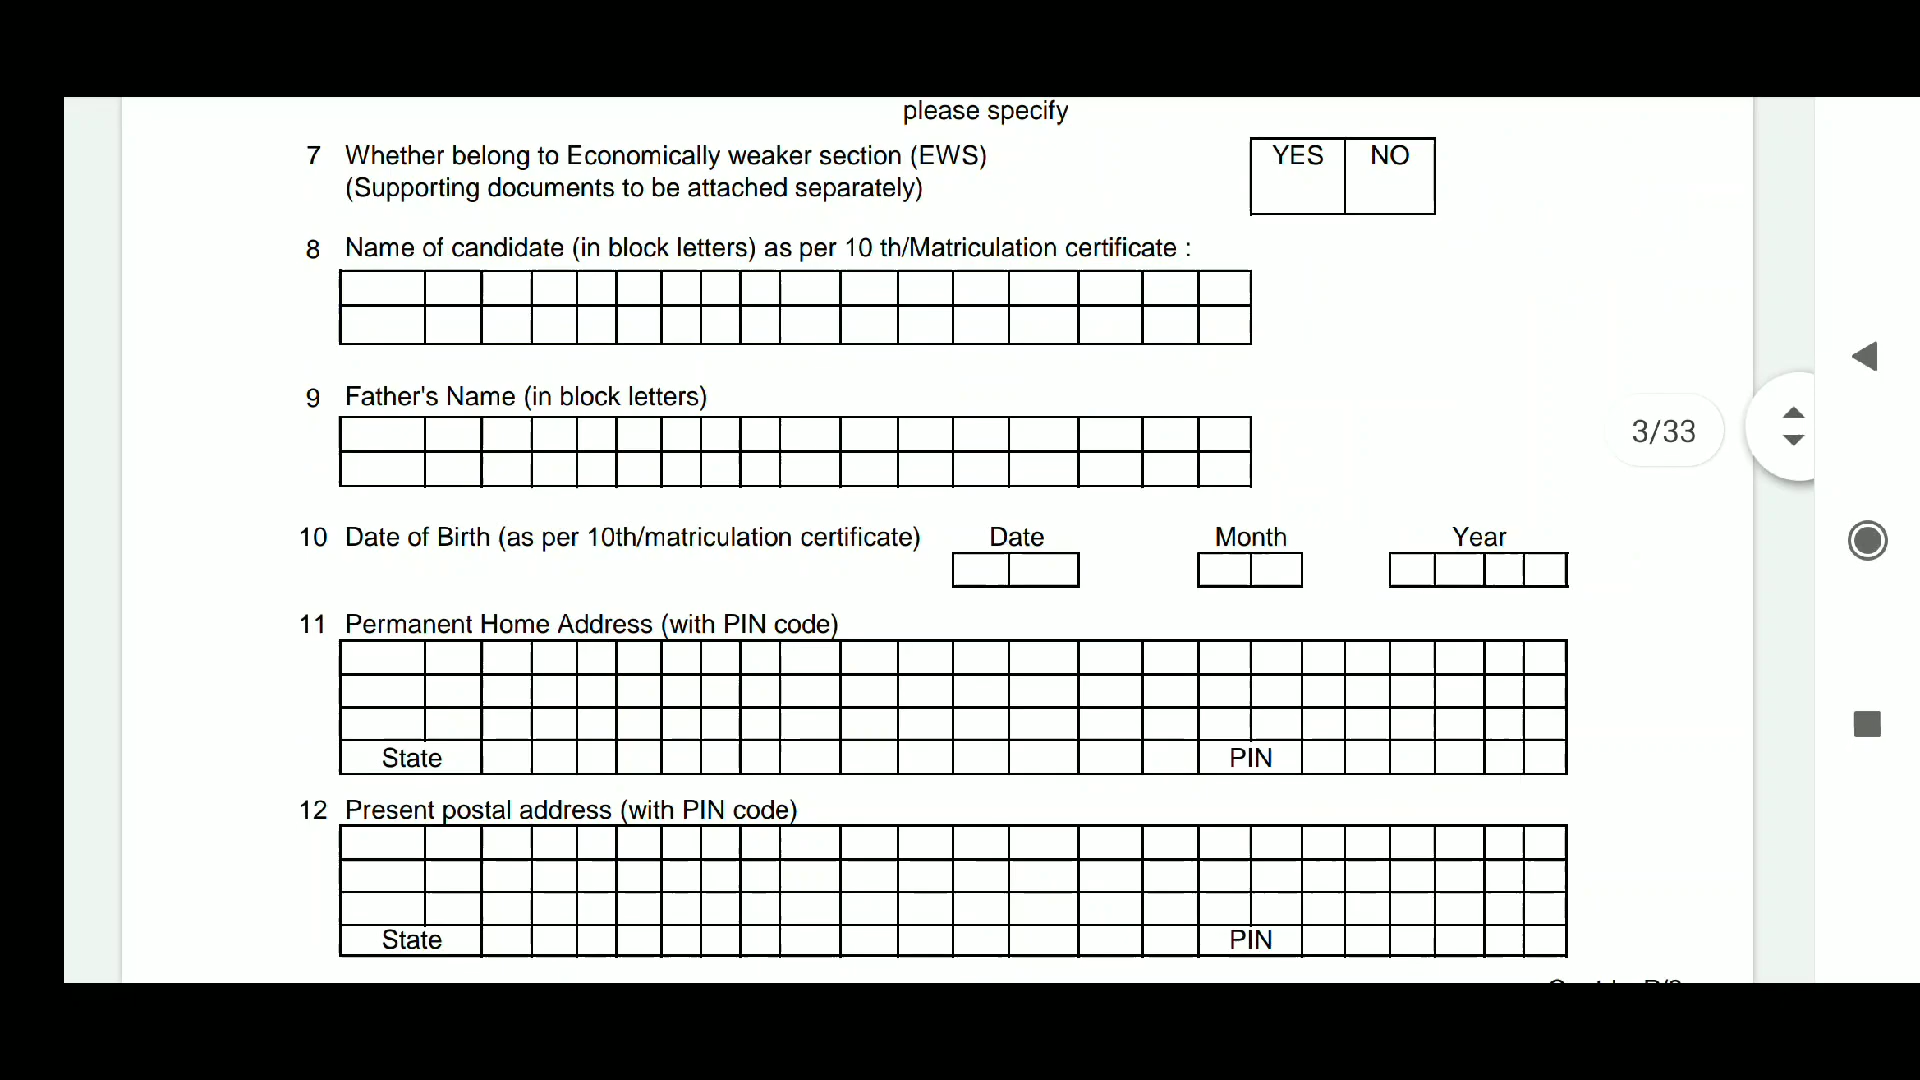 please specify
7 Whether belong to Economically weaker section (EWS) YES NO
(Supporting documents to be attached separately)
8 Name of candidate (in block letters) as per 10 th/Matriculation certificate :
9 Father's Name (in block letters)
3/33
10 Date of Birth (as per 10th/matriculation certificate) Date Month Year
11 Permanent Home Address (with PIN code)
State PIN
12 Present postal address (with PIN code)
State PIN